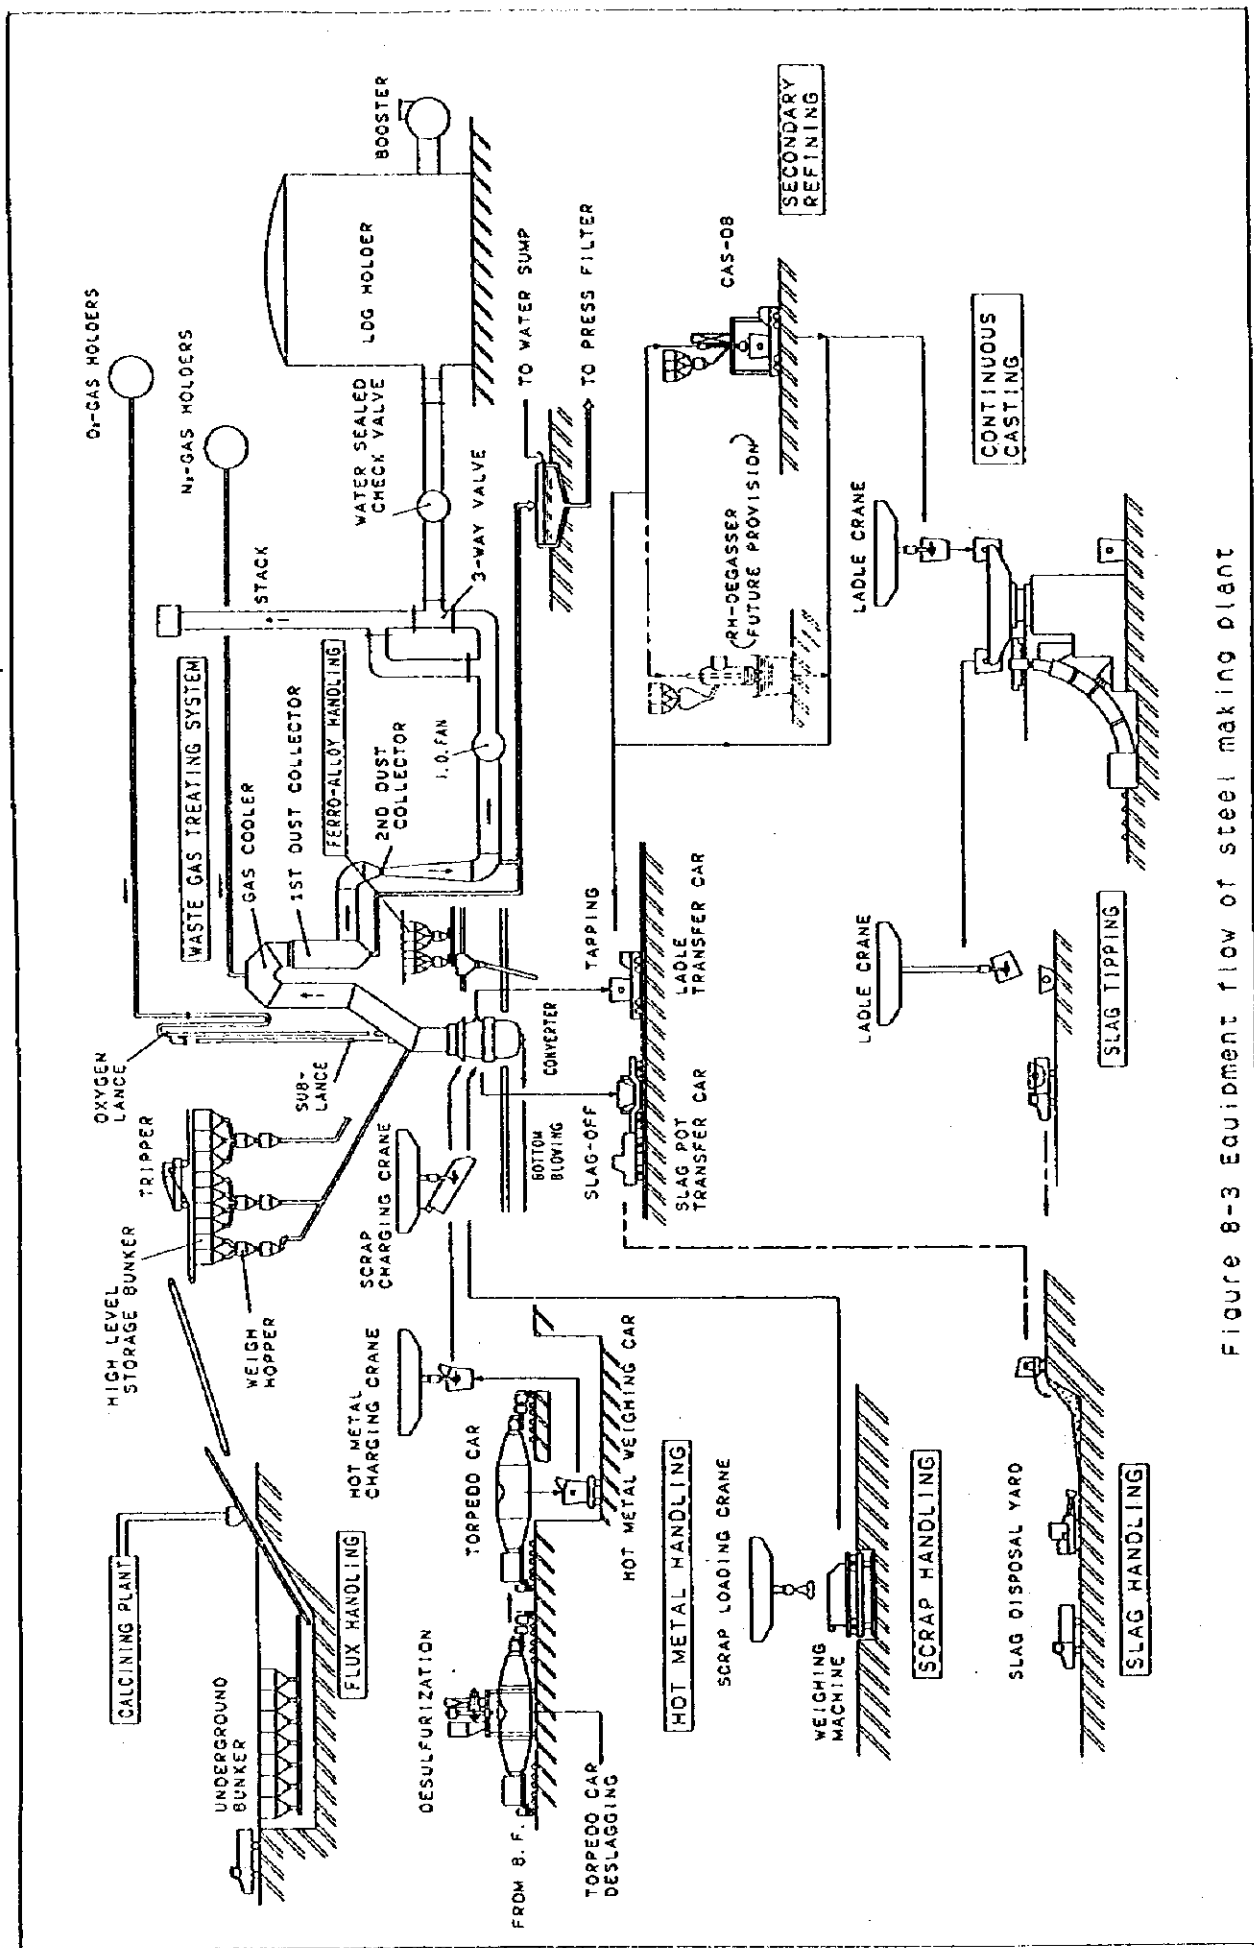 O₂-GAS HOLDERS
N₂-GAS HOLDERS
BOOSTER
LDG HOLDER
WATER SEALED
CHECK VALVE
STACK
3-WAY VALVE
TO WATER SUMP
TO PRESS FILTER
WASTE GAS TREATING SYSTEM
GAS COOLER
1ST DUST COLLECTOR
FERRO-ALLOY HANDLING
2ND DUST
COLLECTOR
I.D.FAN
OXYGEN
LANCE
SUB-
LANCE
TRIPPER
HIGH LEVEL
STORAGE BUNKER
WEIGH
HOPPER
CALCINING PLANT
UNDERGROUND
BUNKER
FLUX HANDLING
SCRAP
CHARGING CRANE
HOT METAL
CHARGING CRANE
BOTTOM
BLOWING
CONVERTER
SLAG-OFF
TAPPING
SLAG POT
TRANSFER CAR
LADLE
TRANSFER CAR
TORPEDO CAR
DESULFURIZATION
FROM B.F.
TORPEDO CAR
DESLAGGING
HOT METAL WEIGHING CAR
HOT METAL HANDLING
RH-DEGASSER
FUTURE PROVISION
CAS-OB
SECONDARY
REFINING
SCRAP LOADING CRANE
WEIGHING
MACHINE
SCRAP HANDLING
LADLE CRANE
LADLE CRANE
CONTINUOUS
CASTING
SLAG DISPOSAL YARD
SLAG HANDLING
SLAG TIPPING
Figure 8-3 Equipment flow of steel making plant